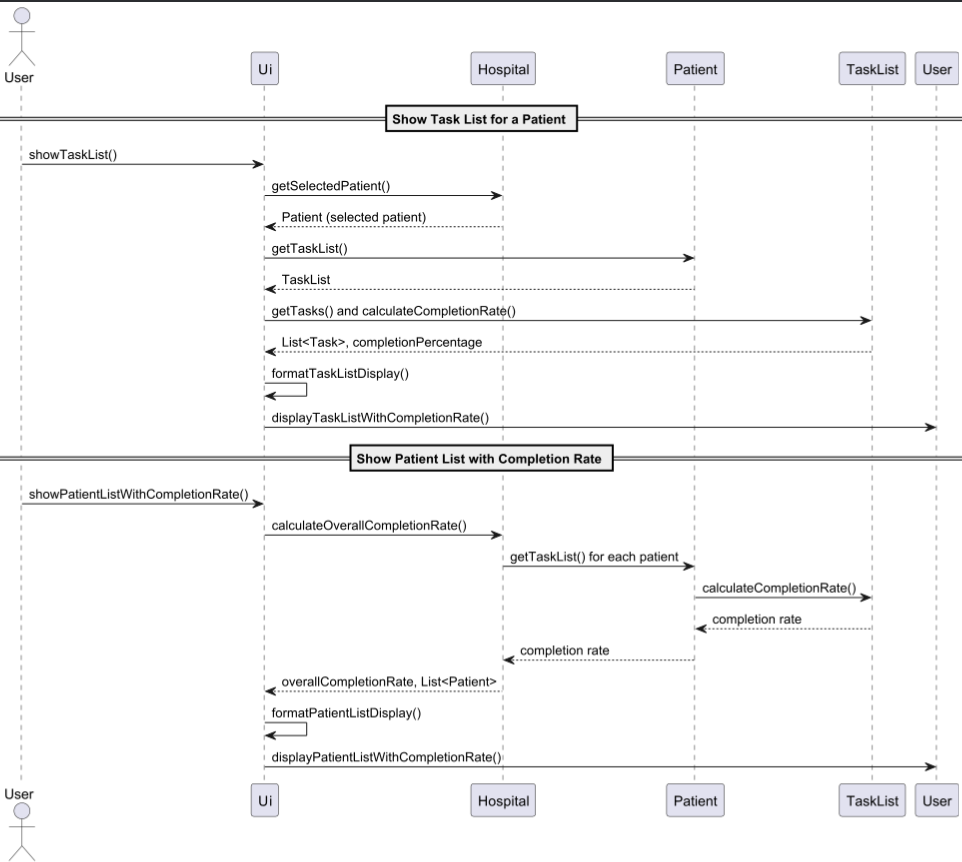 User
Ui
Hospital
Patient
TaskList
User
Show Task List for a Patient
showTaskList()
getSelectedPatient()
Patient (selected patient)
getTaskList()
TaskList
getTasks() and calculateCompletionRate()
List<Task>, completionPercentage
formatTaskListDisplay()
displayTaskListWithCompletionRate()
Show Patient List with Completion Rate
showPatientListWithCompletionRate()
calculateOverallCompletionRate()
getTaskList() for each patient
calculateCompletionRate()
completion rate
completion rate
overallCompletionRate, List<Patient>
formatPatientListDisplay()
displayPatientListWithCompletionRate()
User
Ui
Hospital
Patient
TaskList
User